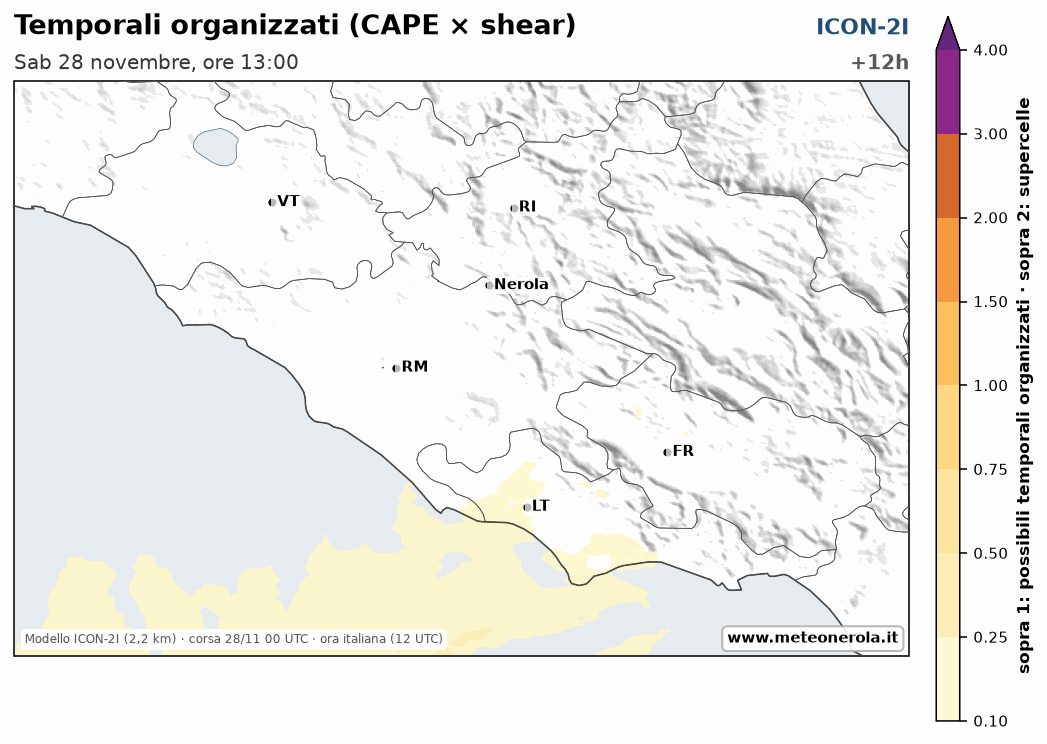 Temporali organizzati (CAPE × shear)
ICON-2I
Sab 28 novembre, ore 13:00
+12h
VT
RI
Nerola
RM
FR
LT
Modello ICON-2I (2,2 km) · corsa 28/11 00 UTC · ora italiana (12 UTC)
www.meteonerola.it
4.00
3.00
2.00
1.50
1.00
0.75
0.50
0.25
0.10
sopra 1: possibili temporali organizzati · sopra 2: supercelle